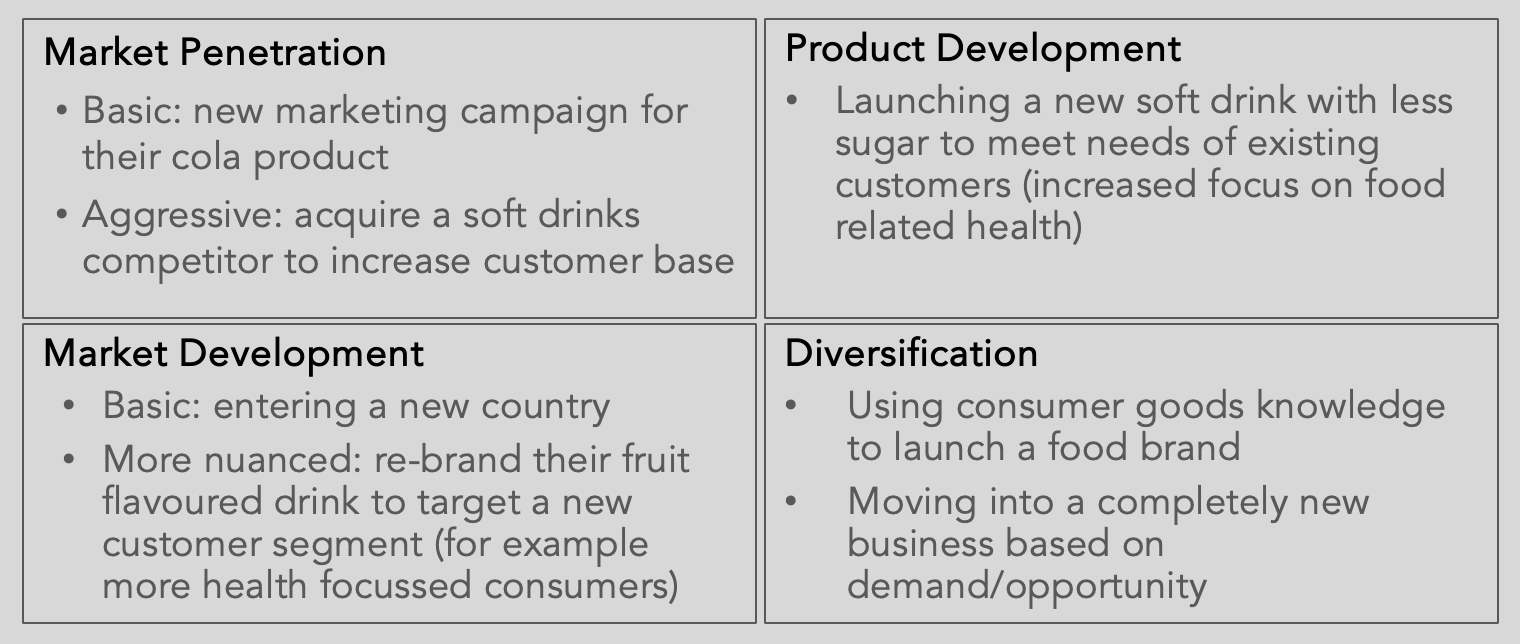 Market Penetration
• Basic: new marketing campaign for
their cola product
• Aggressive: acquire a soft drinks
competitor to increase customer base
Product Development
• Launching a new soft drink with less
sugar to meet needs of existing
customers (increased focus on food
related health)
Market Development
• Basic: entering a new country
• More nuanced: re-brand their fruit
flavoured drink to target a new
customer segment (for example
more health focussed consumers)
Diversification
• Using consumer goods knowledge
to launch a food brand
• Moving into a completely new
business based on
demand/opportunity